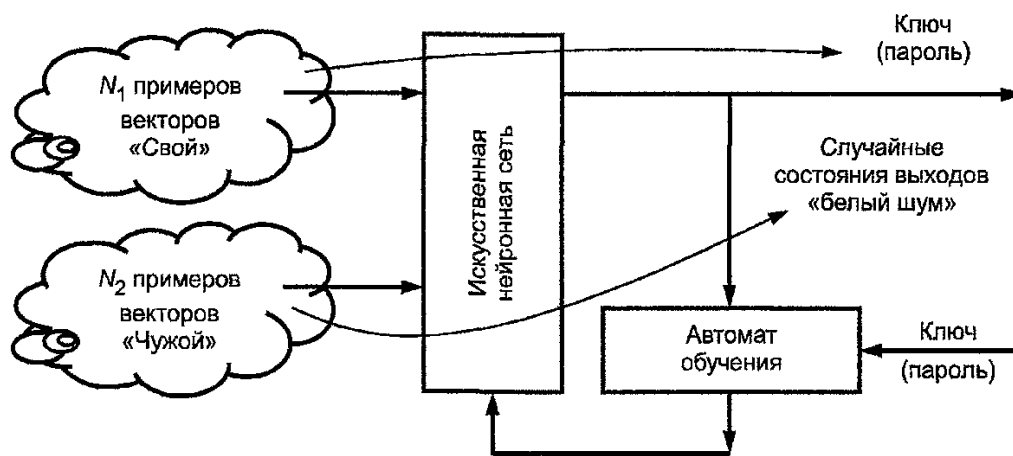 N1 примеров
векторов
«Свой»
N2 примеров
векторов
«Чужой»
Искусственная
нейронная сеть
Ключ
(пароль)
Случайные
состояния выходов
«белый шум»
Автомат
обучения
Ключ
(пароль)